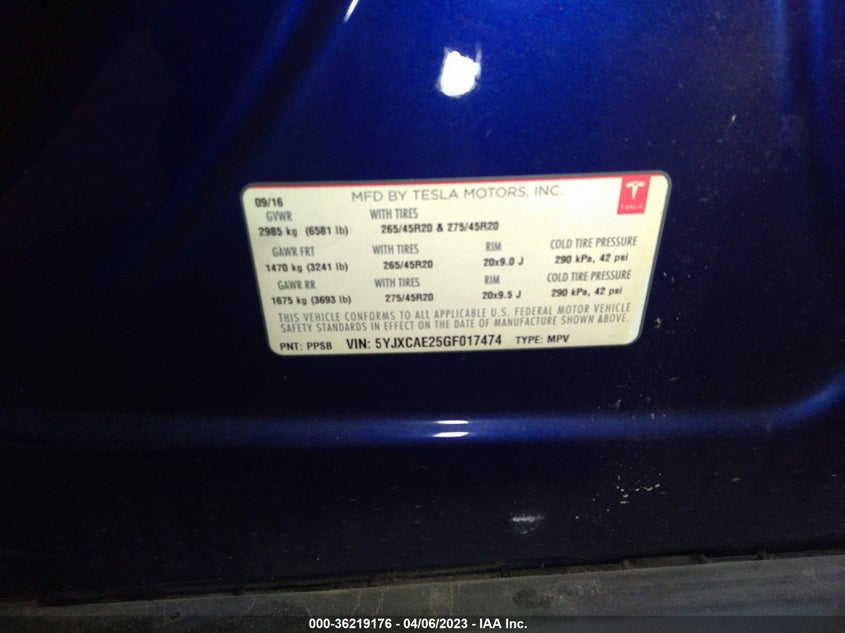 09/16 MFD BY TESLA MOTORS, INC.
TESLA
GVWR WITH TIRES
2985 kg (6581 lb) 265/45R20 & 275/45R20
GAWR FRT WITH TIRES RIM COLD TIRE PRESSURE
1470 kg (3241 lb) 265/45R20 20x9.0 J 290 kPa, 42 psi
GAWR RR WITH TIRES RIM COLD TIRE PRESSURE
1675 kg (3693 lb) 275/45R20 20x9.5 J 290 kPa, 42 psi
THIS VEHICLE CONFORMS TO ALL APPLICABLE U.S. FEDERAL MOTOR VEHICLE
SAFETY STANDARDS IN EFFECT ON THE DATE OF MANUFACTURE SHOWN ABOVE.
PNT: PPSB VIN: 5YJXCAE25GF017474 TYPE: MPV
000-36219176 - 04/06/2023 - IAA Inc.